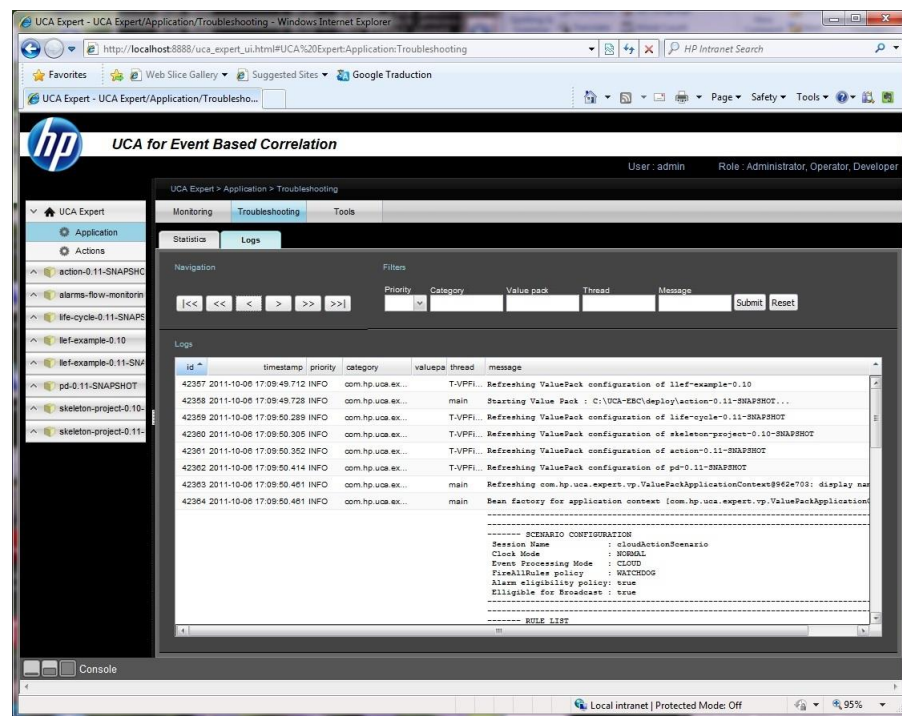 UCA Expert - UCA Expert/Application/Troubleshooting - Windows Internet Explorer
http://localhost:8888/uca_expert_ui.html#UCA%20Expert:Application:Troubleshooting
HP Intranet Search
Favorites Web Slice Gallery Suggested Sites Google Traduction
UCA Expert - UCA Expert/Application/Troublesho...
Page Safety Tools
hp
UCA for Event Based Correlation
User : admin Role : Administrator, Operator, Developer
UCA Expert > Application > Troubleshooting
UCA Expert
Application
Actions
action-0.11-SNAPSHC
alarms-flow-monitorin
life-cycle-0.11-SNAPS
llef-example-0.10
llef-example-0.11-SNA
pd-0.11-SNAPSHOT
skeleton-project-0.10-
skeleton-project-0.11-
Monitoring Troubleshooting Tools
Statistics Logs
Navigation Filters
|<< << < > >> >>|
Priority Category Value pack Thread Message
Submit Reset
Logs
id timestamp priority category valuepa thread message
42357 2011-10-06 17:09:49.712 INFO com.hp.uca.ex... T-VPFi... Refreshing ValuePack configuration of llef-example-0.10
42358 2011-10-06 17:09:49.728 INFO com.hp.uca.ex... main Starting Value Pack : C:\UCA-EBC\deploy\action-0.11-SNAPSHOT...
42359 2011-10-06 17:09:50.289 INFO com.hp.uca.ex... T-VPFi... Refreshing ValuePack configuration of life-cycle-0.11-SNAPSHOT
42360 2011-10-06 17:09:50.305 INFO com.hp.uca.ex... T-VPFi... Refreshing ValuePack configuration of skeleton-project-0.10-SNAPSHOT
42361 2011-10-06 17:09:50.352 INFO com.hp.uca.ex... T-VPFi... Refreshing ValuePack configuration of action-0.11-SNAPSHOT
42362 2011-10-06 17:09:50.414 INFO com.hp.uca.ex... T-VPFi... Refreshing ValuePack configuration of pd-0.11-SNAPSHOT
42363 2011-10-06 17:09:50.461 INFO com.hp.uca.ex... main Refreshing com.hp.uca.expert.vp.ValuePackApplicationContext@962e703: display nam
42364 2011-10-06 17:09:50.461 INFO com.hp.uca.ex... main Bean factory for application context [com.hp.uca.expert.vp.ValuePackApplication
------- SCENARIO CONFIGURATION
Session Name : cloudActionScenario
Clock Mode : NORMAL
Event Processing Mode : CLOUD
FireAllRules policy : WATCHDOG
Alarm eligibility policy: true
Elligible for Broadcast : true
------- RULE LIST
Console
Local intranet | Protected Mode: Off 95%